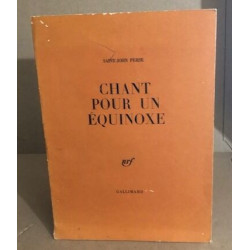 SAINT-JOHN PERSE
CHANT
POUR UN
ÉQUINOXE
nrf
GALLIMARD